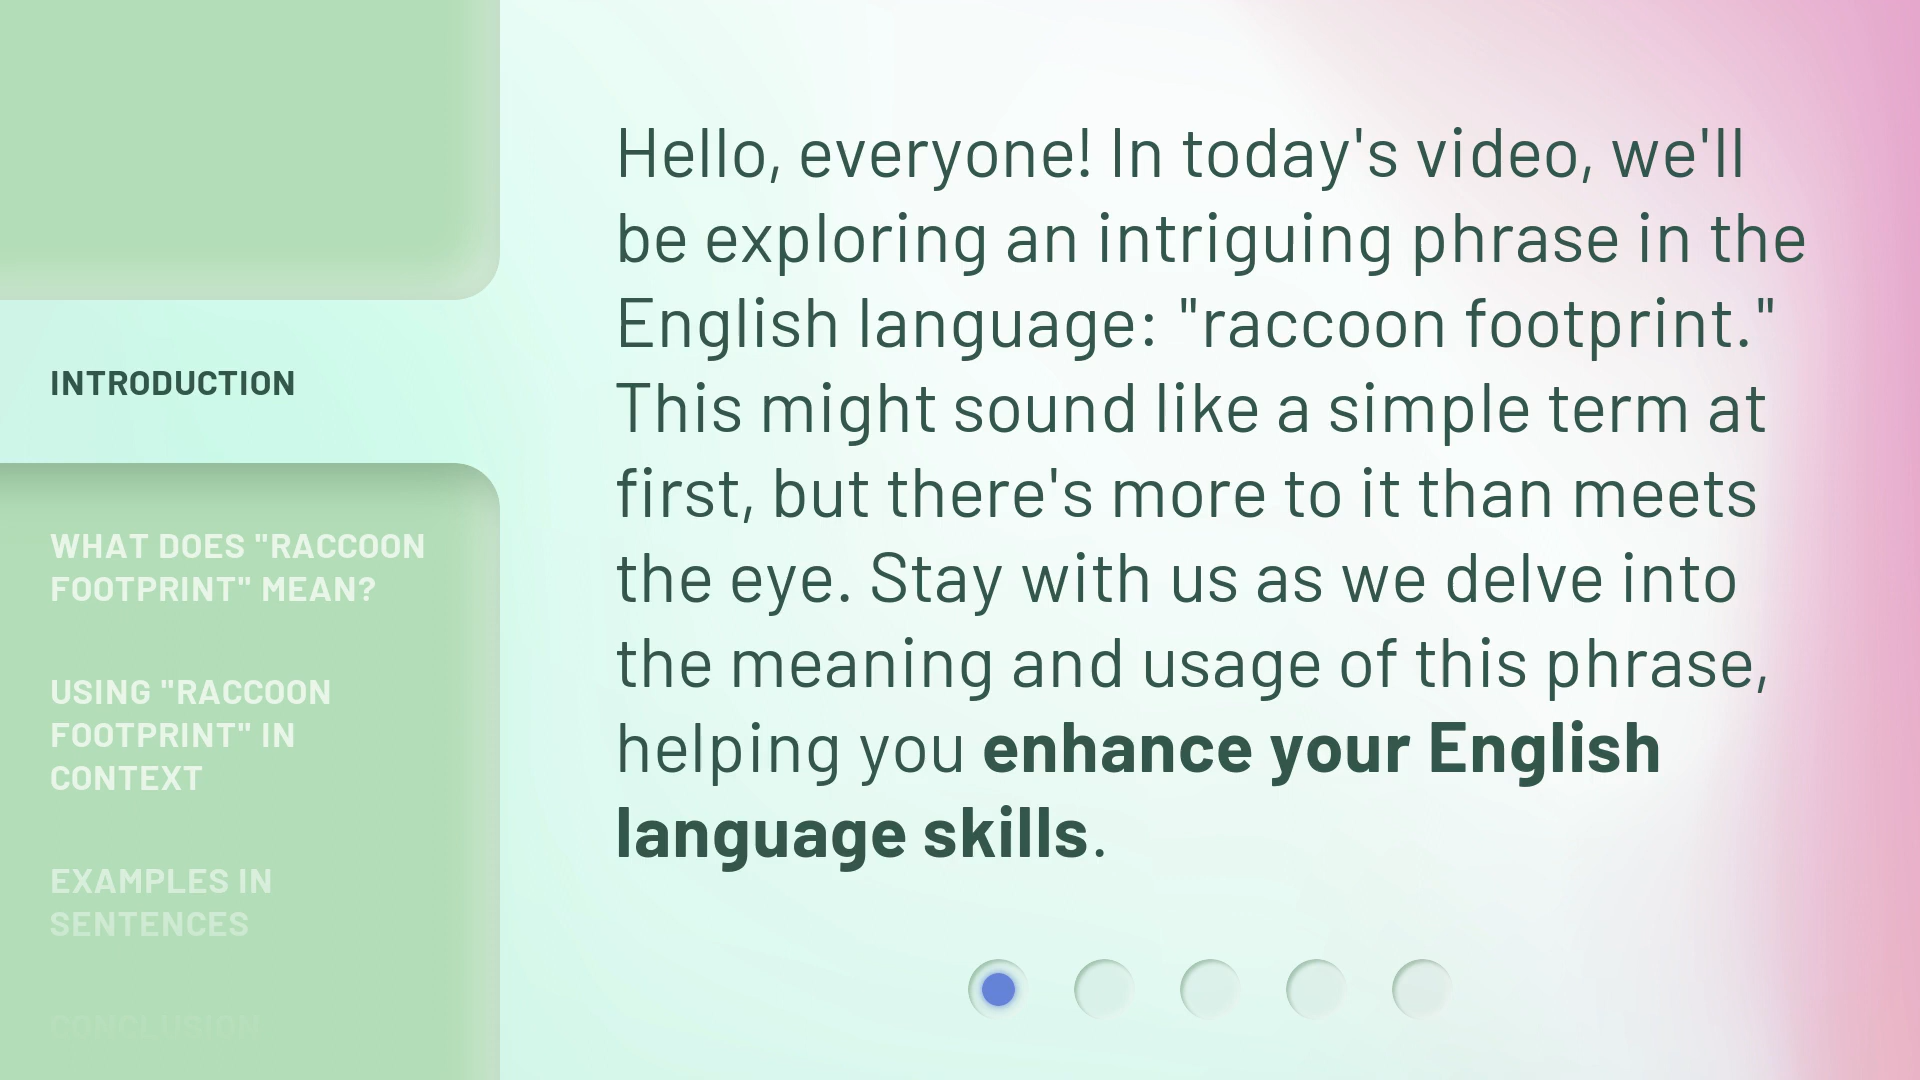 INTRODUCTION
WHAT DOES "RACCOON
FOOTPRINT" MEAN?
USING "RACCOON
FOOTPRINT" IN
CONTEXT
EXAMPLES IN
SENTENCES
CONCLUSION
Hello, everyone! In today's video, we'll
be exploring an intriguing phrase in the
English language: "raccoon footprint."
This might sound like a simple term at
first, but there's more to it than meets
the eye. Stay with us as we delve into
the meaning and usage of this phrase,
helping you enhance your English
language skills.